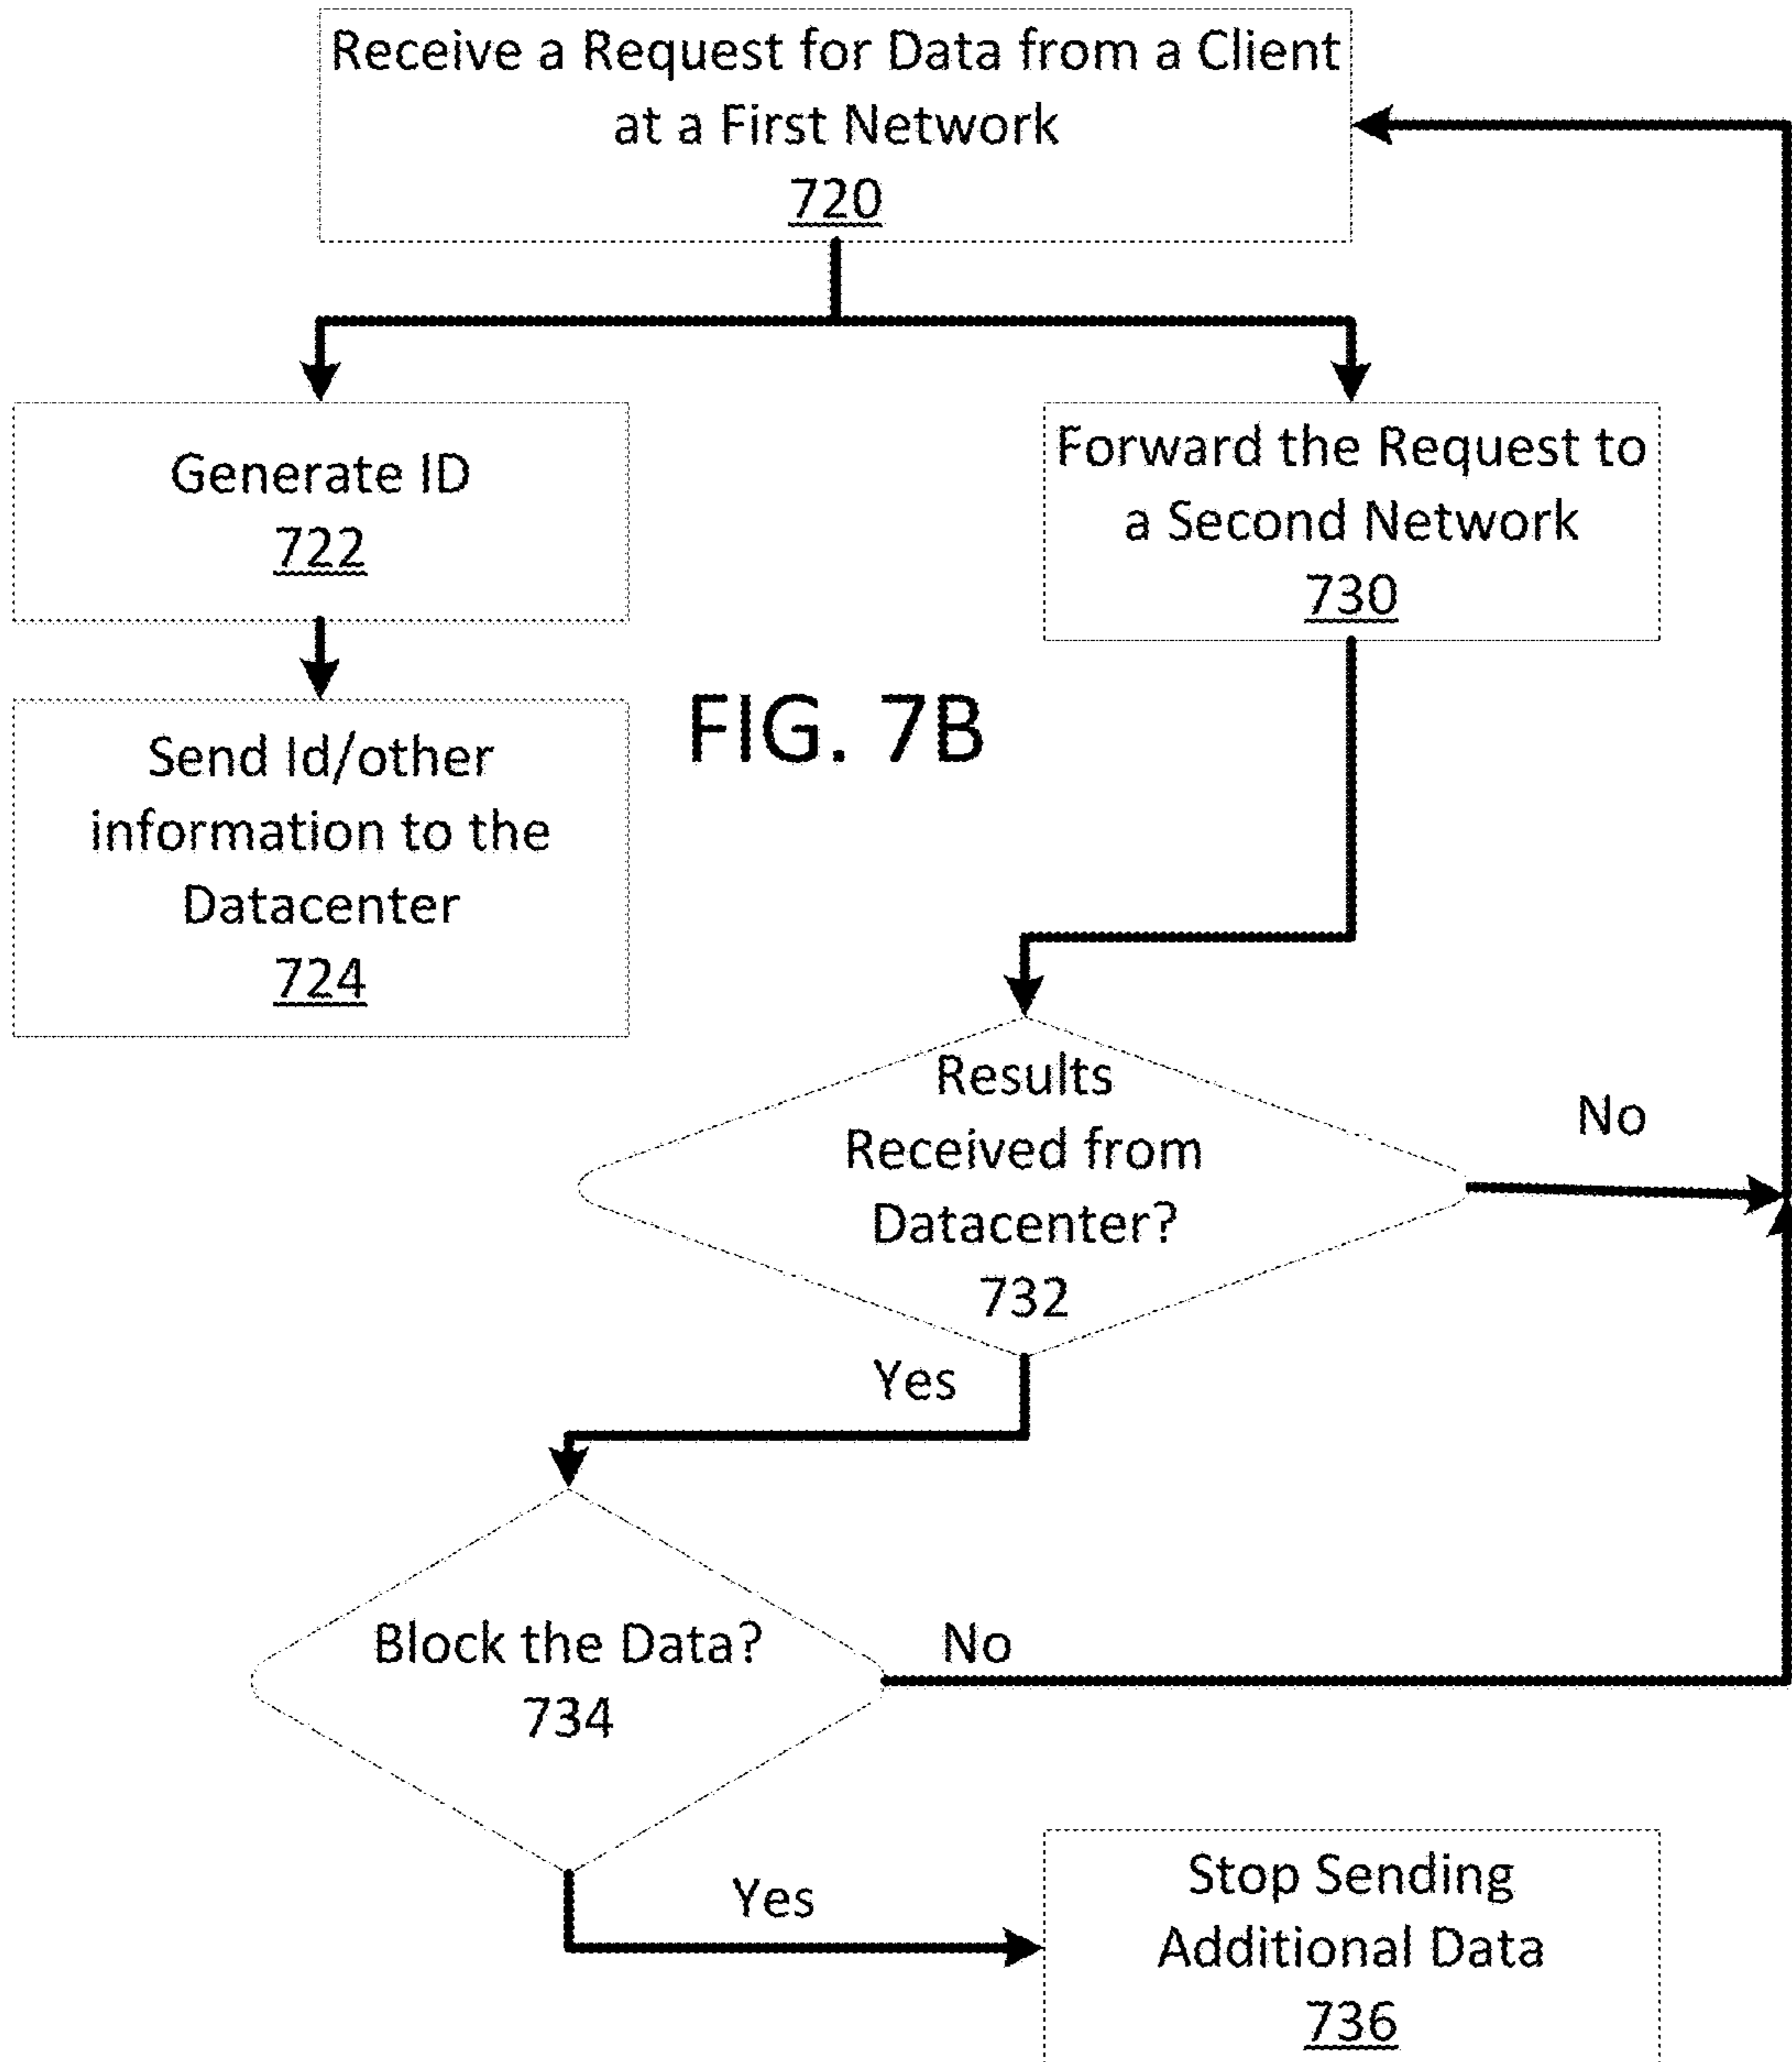 Receive a Request for Data from a Client
at a First Network
720
Generate ID
722
Forward the Request to
a Second Network
730
FIG. 7B
Send Id/other
information to the
Datacenter
724
Results
Received from
Datacenter?
732
No
Yes
Block the Data?
734
No
Yes
Stop Sending
Additional Data
736